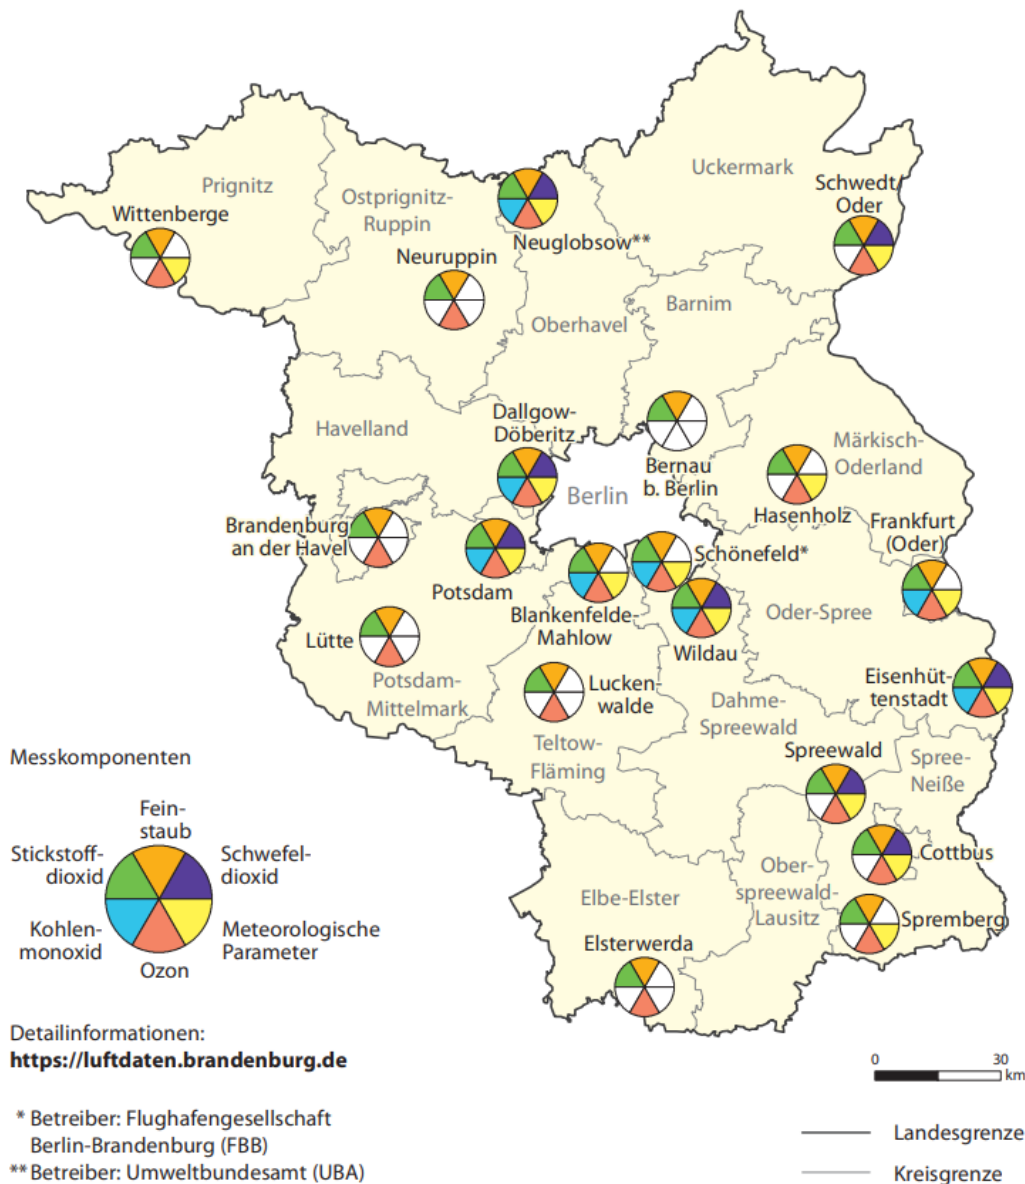 Uckermark
Prignitz
Schwedt/
Oder
Ostprignitz-
Ruppin
Wittenberge
Neuglobsow**
Neuruppin
Barnim
Oberhavel
Dallgow-
Döberitz
Havelland
Märkisch-
Oderland
Bernau
b. Berlin
Berlin
Hasenholz
Frankfurt
(Oder)
Brandenburg
an der Havel
Schönefeld*
Potsdam
Blankenfelde-
Mahlow
Oder-Spree
Lütte
Wildau
Eisenhüt-
tenstadt
Potsdam-
Mittelmark
Lucken-
walde
Dahme-
Spreewald
Teltow-
Fläming
Spreewald
Spree-
Neiße
Cottbus
Ober-
spreewald-
Lausitz
Elbe-Elster
Spremberg
Elsterwerda
Messkomponenten
Fein-
staub
Stickstoff-
dioxid
Schwefel-
dioxid
Kohlen-
monoxid
Meteorologische
Parameter
Ozon
Detailinformationen:
https://luftdaten.brandenburg.de
* Betreiber: Flughafengesellschaft
Berlin-Brandenburg (FBB)
** Betreiber: Umweltbundesamt (UBA)
0 30
km
Landesgrenze
Kreisgrenze